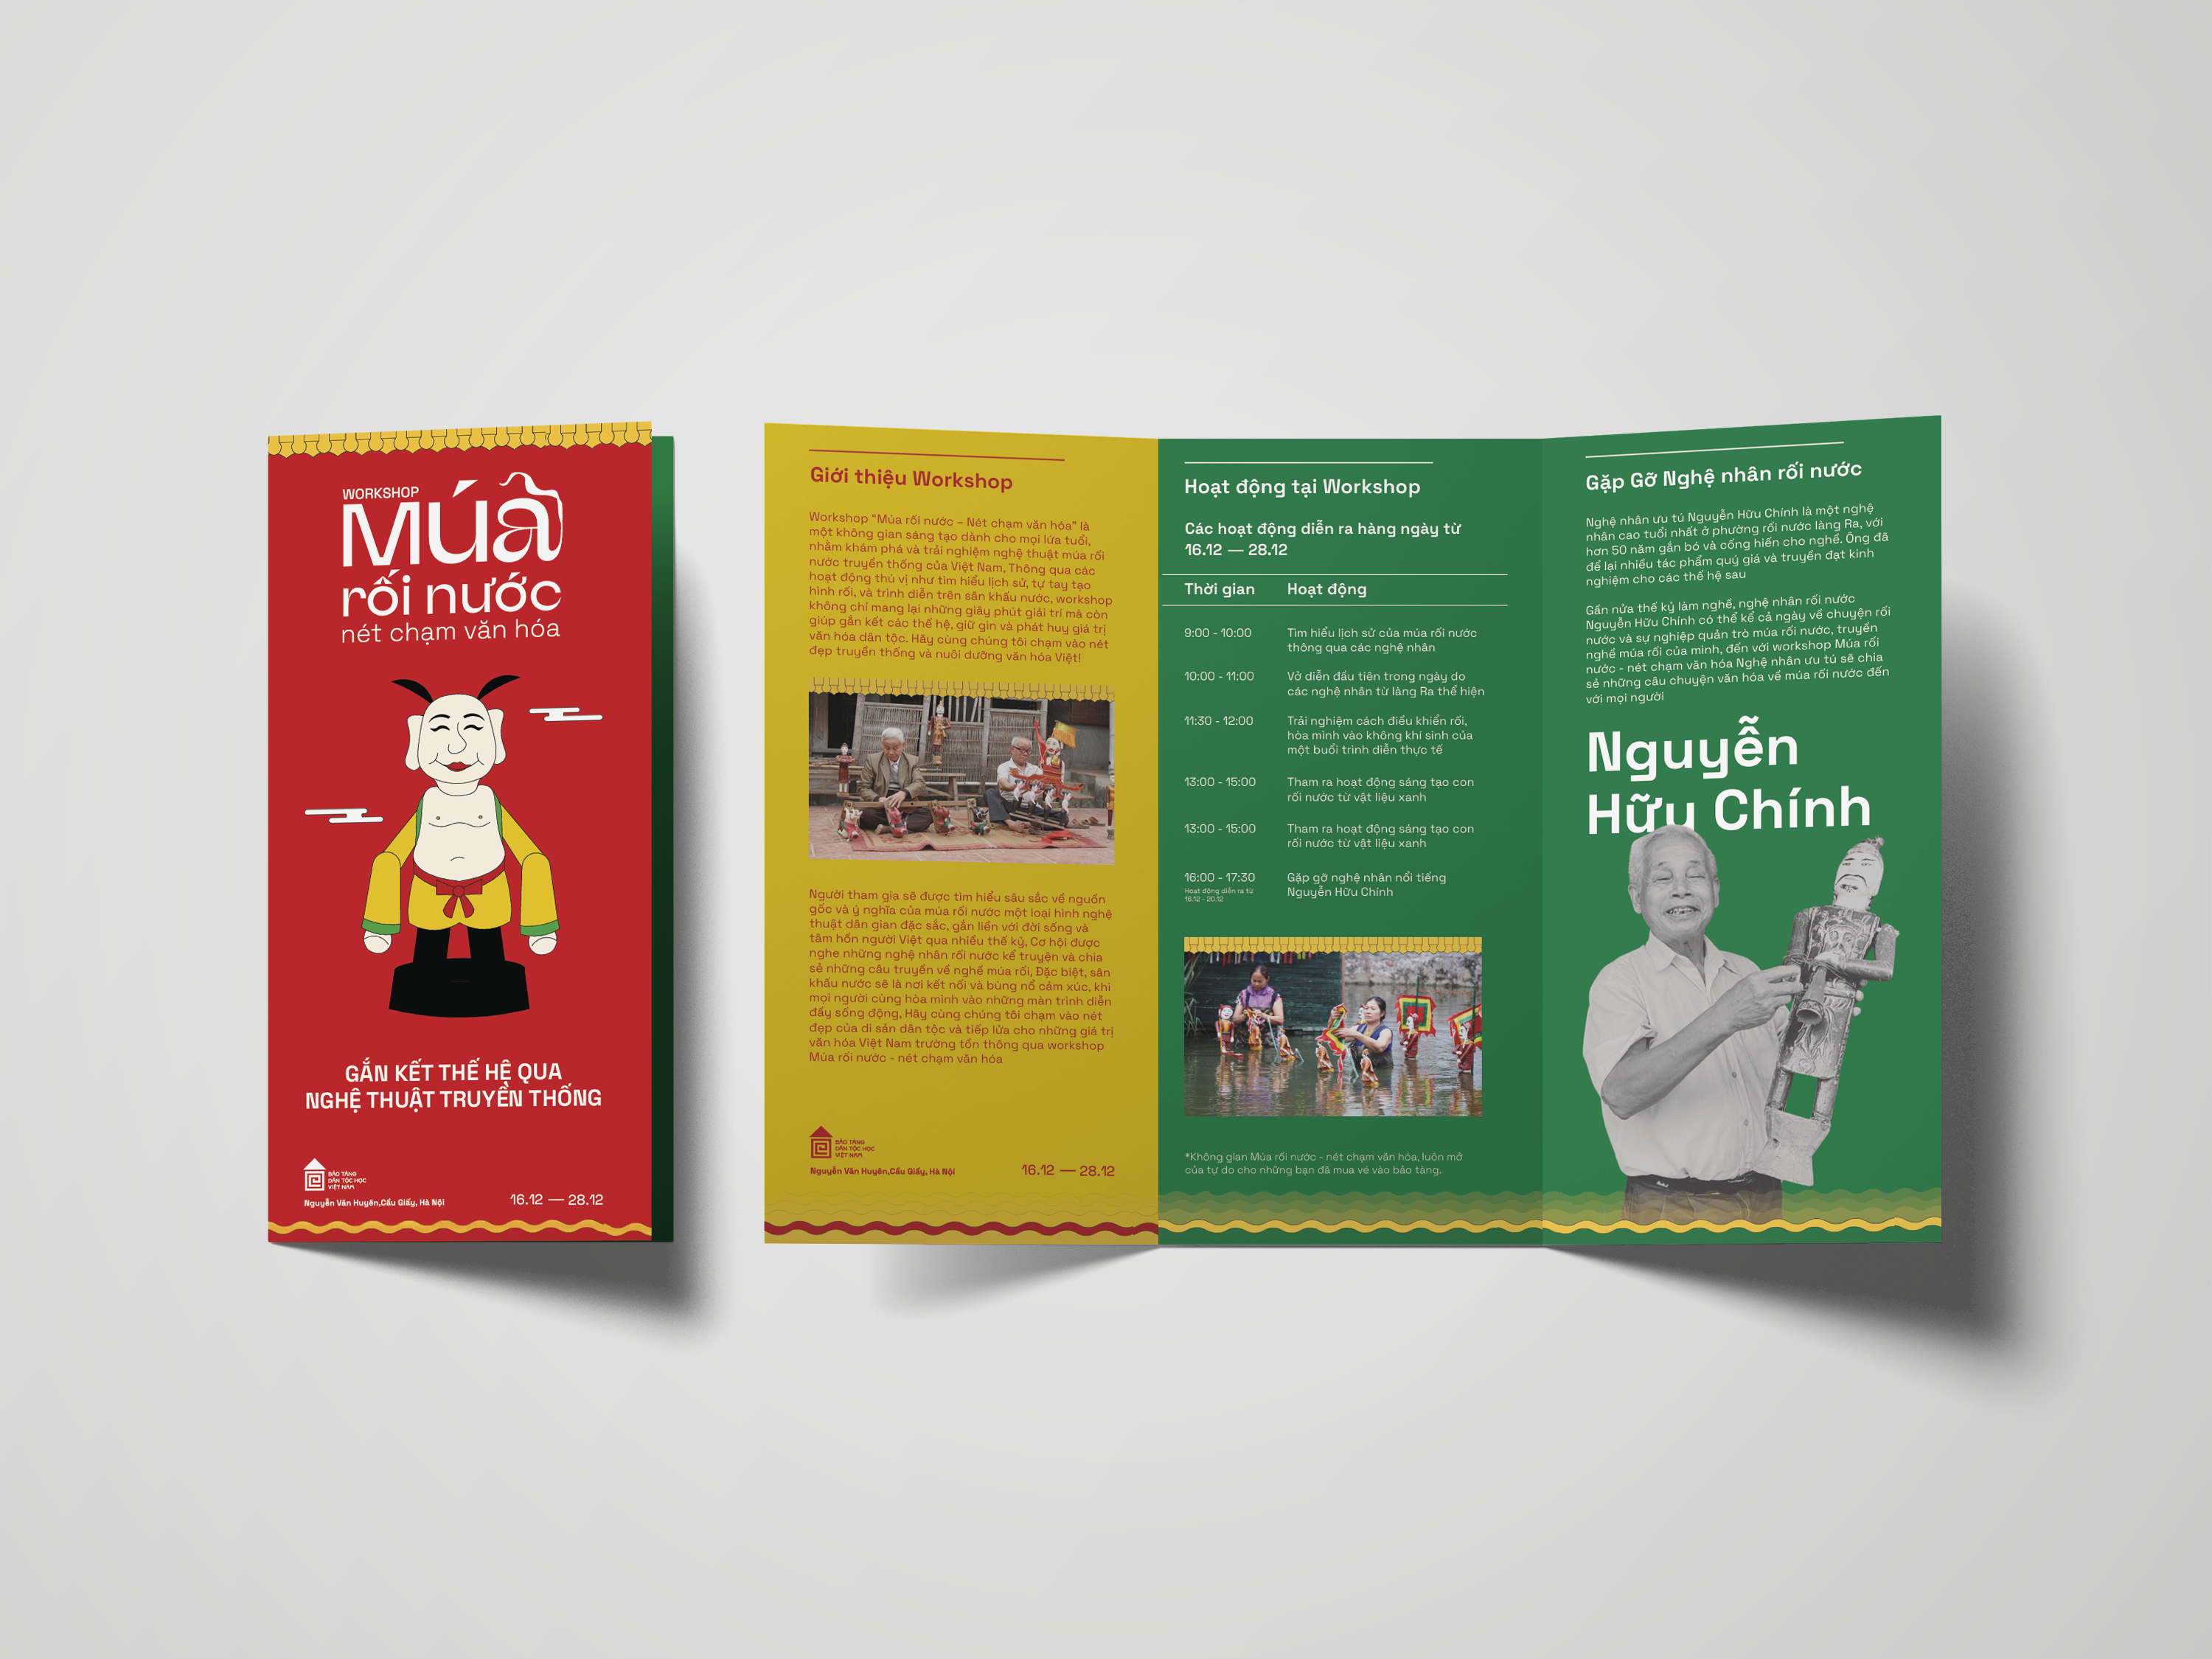 WORKSHOP
Múa
rối nước
nét chạm văn hóa
GẮN KẾT THẾ HỆ QUA
NGHỆ THUẬT TRUYỀN THỐNG
BẢO TÀNG
DÂN TỘC HỌC
VIỆT NAM
Nguyễn Văn Huyên,Cầu Giấy, Hà Nội
16.12 — 28.12
Giới thiệu Workshop
Workshop “Múa rối nước – Nét chạm văn hóa” là
một không gian sáng tạo dành cho mọi lứa tuổi,
nhằm khám phá và trải nghiệm nghệ thuật múa rối
nước truyền thống của Việt Nam, Thông qua các
hoạt động thú vị như tìm hiểu lịch sử, tự tay tạo
hình rối, và trình diễn trên sân khấu nước, workshop
không chỉ mang lại những giây phút giải trí mà còn
giúp gắn kết các thế hệ, giữ gìn và phát huy giá trị
văn hóa dân tộc. Hãy cùng chúng tôi chạm vào nét
đẹp truyền thống và nuôi dưỡng văn hóa Việt!
Người tham gia sẽ được tìm hiểu sâu sắc về nguồn
gốc và ý nghĩa của múa rối nước một loại hình nghệ
thuật dân gian đặc sắc, gắn liền với đời sống và
tâm hồn người Việt qua nhiều thế kỷ, Cơ hội được
nghe những nghệ nhân rối nước kể truyện và chia
sẻ những câu truyền về nghề múa rối, Đặc biệt, sân
khấu nước sẽ là nơi kết nối và bùng nổ cảm xúc, khi
mọi người cùng hòa mình vào những màn trình diễn
đầy sống động, Hãy cùng chúng tôi chạm vào nét
đẹp của di sản dân tộc và tiếp lửa cho những giá trị
văn hóa Việt Nam trường tồn thông qua workshop
Múa rối nước - nét chạm văn hóa
BẢO TÀNG
DÂN TỘC HỌC
VIỆT NAM
Nguyễn Văn Huyên,Cầu Giấy, Hà Nội
16.12 — 28.12
Hoạt động tại Workshop
Các hoạt động diễn ra hàng ngày từ
16.12 — 28.12
Thời gian Hoạt động
9:00 - 10:00 Tìm hiểu lịch sử của múa rối nước
thông qua các nghệ nhân
10:00 - 11:00 Vở diễn đầu tiên trong ngày do
các nghệ nhân từ làng Ra thể hiện
11:30 - 12:00 Trải nghiệm cách điều khiển rối,
hòa mình vào không khí sinh của
một buổi trình diễn thực tế
13:00 - 15:00 Tham ra hoạt động sáng tạo con
rối nước từ vật liệu xanh
13:00 - 15:00 Tham ra hoạt động sáng tạo con
rối nước từ vật liệu xanh
16:00 - 17:30 Gặp gỡ nghệ nhân nổi tiếng
Nguyễn Hữu Chính
Hoạt động diễn ra từ
16.12 - 20.12
*Không gian Múa rối nước - nét chạm văn hóa, luôn mở
của tự do cho những bạn đã mua vé vào bảo tàng.
Gặp Gỡ Nghệ nhân rối nước
Nghệ nhân ưu tú Nguyễn Hữu Chính là một nghệ
nhân cao tuổi nhất ở phường rối nước làng Ra, với
hơn 50 năm gắn bó và cống hiến cho nghề. Ông đã
để lại nhiều tác phẩm quý giá và truyền đạt kinh
nghiệm cho các thế hệ sau
Gần nửa thế kỷ làm nghề, nghệ nhân rối nước
Nguyễn Hữu Chính có thể kể cả ngày về chuyện rối
nước và sự nghiệp quản trò múa rối nước, truyền
nghề múa rối của mình, đến với workshop Múa rối
nước - nét chạm văn hóa Nghệ nhân ưu tú sẽ chia
sẻ những câu chuyện văn hóa về múa rối nước đến
với mọi người
Nguyễn
Hữu Chính